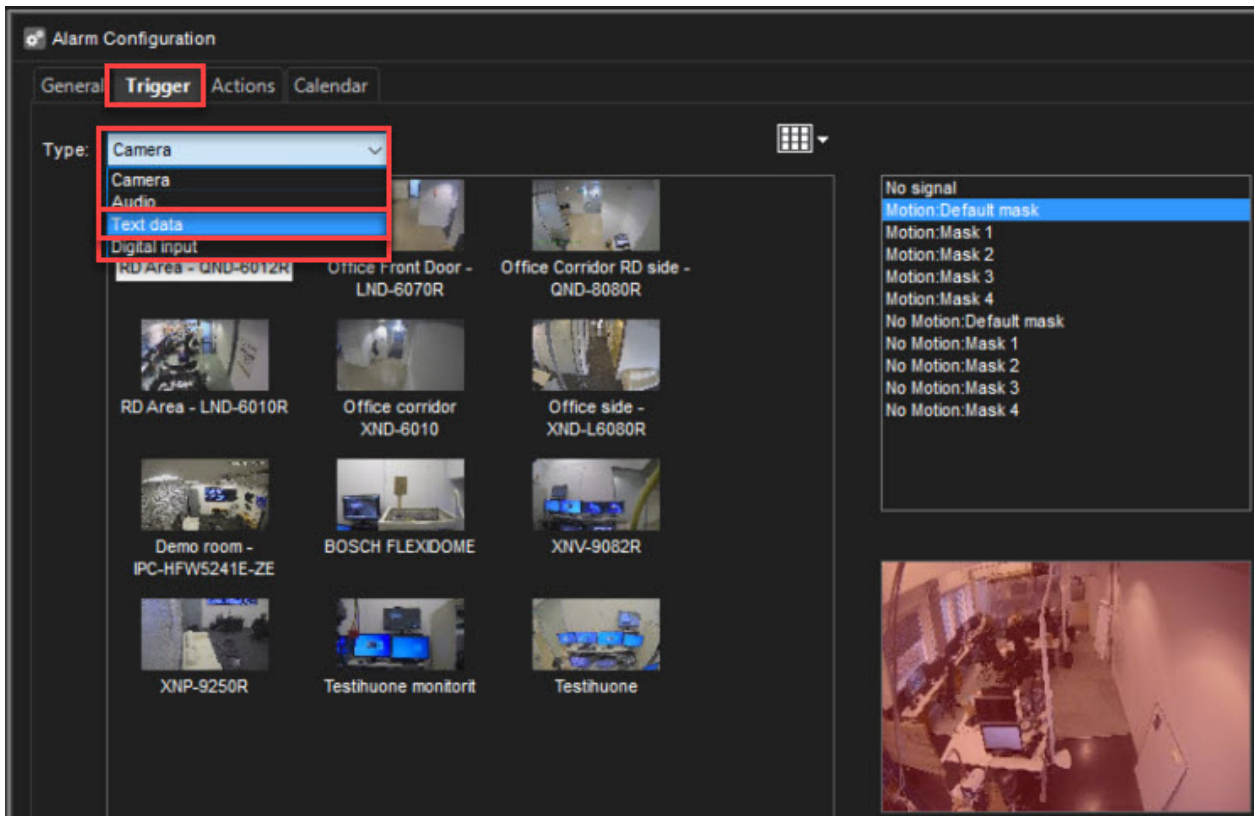 Alarm Configuration
General Trigger Actions Calendar
Type: Camera
Camera
Audio
Text data
Digital input
RD Area - QND-6012R
Office Front Door -
LND-6070R
Office Corridor RD side -
QND-8080R
RD Area - LND-6010R
Office corridor
XND-6010
Office side -
XND-L6080R
Demo room -
IPC-HFW5241E-ZE
BOSCH FLEXIDOME
XNV-9082R
XNP-9250R
Testihuone monitorit
Testihuone
No signal
Motion:Default mask
Motion:Mask 1
Motion:Mask 2
Motion:Mask 3
Motion:Mask 4
No Motion:Default mask
No Motion:Mask 1
No Motion:Mask 2
No Motion:Mask 3
No Motion:Mask 4